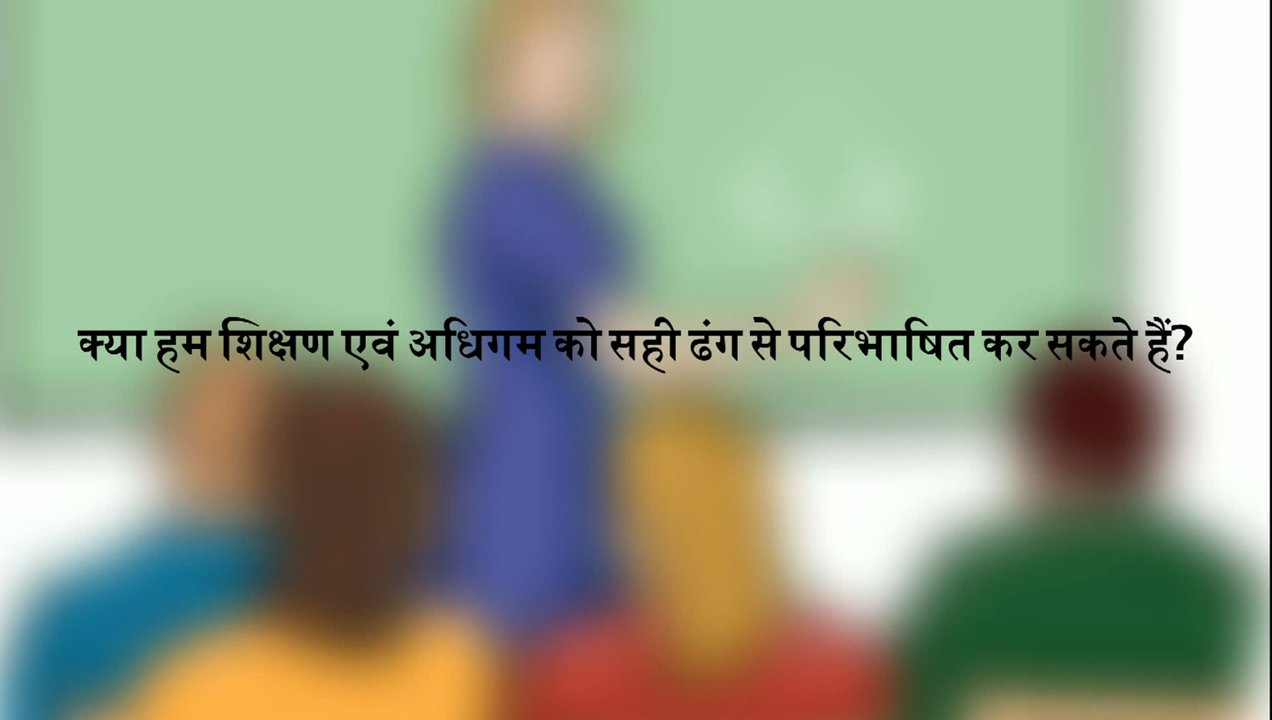 क्या हम शिक्षण एवं अधिगम को सही ढंग से परिभाषित कर सकते हैं?